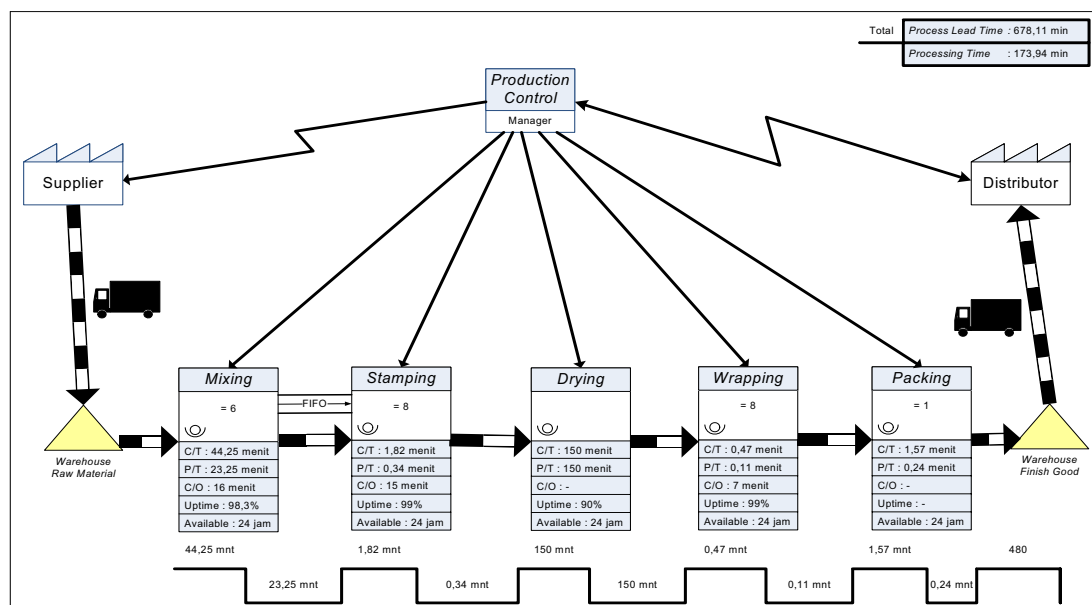 Total
Process Lead Time : 678,11 min
Processing Time : 173,94 min
Production
Control
Manager
Supplier
Distributor
Mixing
= 6
C/T : 44,25 menit
P/T : 23,25 menit
C/O : 16 menit
Uptime : 98,3%
Available : 24 jam
FIFO
Stamping
= 8
C/T : 1,82 menit
P/T : 0,34 menit
C/O : 15 menit
Uptime : 99%
Available : 24 jam
Drying
C/T : 150 menit
P/T : 150 menit
C/O : -
Uptime : 90%
Available : 24 jam
Wrapping
= 8
C/T : 0,47 menit
P/T : 0,11 menit
C/O : 7 menit
Uptime : 99%
Available : 24 jam
Packing
= 1
C/T : 1,57 menit
P/T : 0,24 menit
C/O : -
Uptime : -
Available : 24 jam
Warehouse
Raw Material
Warehouse
Finish Good
44,25 mnt
1,82 mnt
150 mnt
0,47 mnt
1,57 mnt
480
23,25 mnt
0,34 mnt
150 mnt
0,11 mnt
0,24 mnt